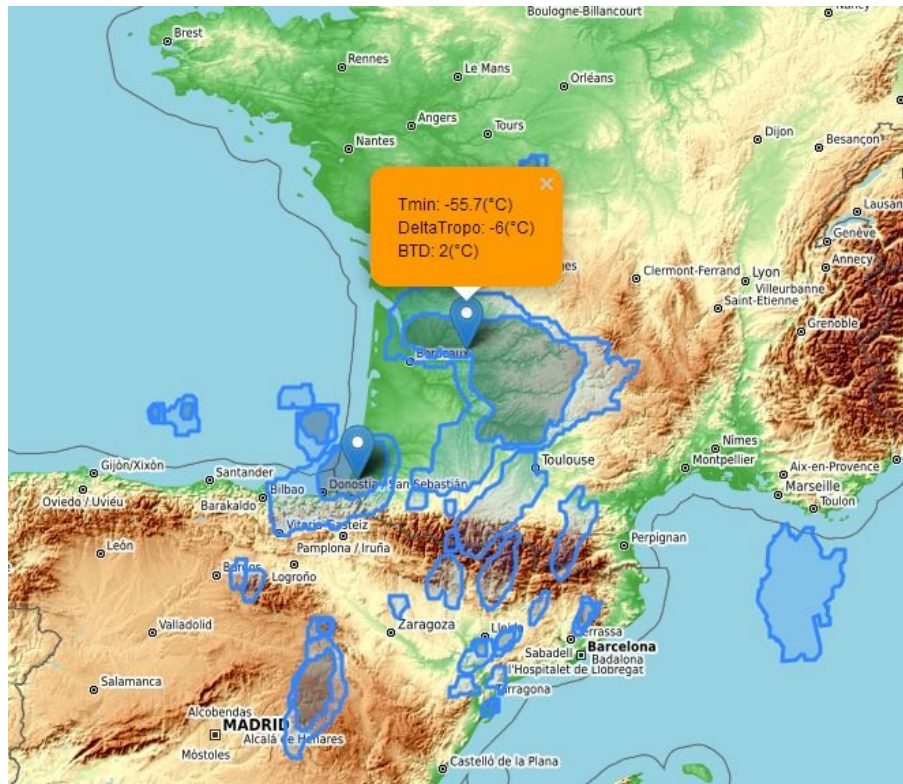 Nancy
Boulogne-Billancourt
Brest
Rennes
Le Mans
Orléans
Angers
Tours
Dijon
Besançon
Nantes
Tmin: -55.7(°C)
DeltaTropo: -6(°C)
BTD: 2(°C)
×
Lausan
Genève
Annecy
Clermont-Ferrand
Lyon
Villeurbanne
Saint-Etienne
Grenoble
Bordeaux
Toulouse
Nîmes
Montpellier
Aix-en-Provence
Marseille
Toulon
Gijón/Xixón
Santander
Oviedo / Uviéu
Bilbao
Barakaldo
Donostia / San Sebastián
Vitoria-Gasteiz
Pamplona / Iruña
Perpignan
León
Burgos
Logroño
Valladolid
Zaragoza
Lleida
Terrassa
Sabadell
Barcelona
Badalona
l'Hospitalet de Llobregat
Tarragona
Salamanca
Alcobendas
MADRID
Móstoles
Alcalá de Henares
Castelló de la Plana